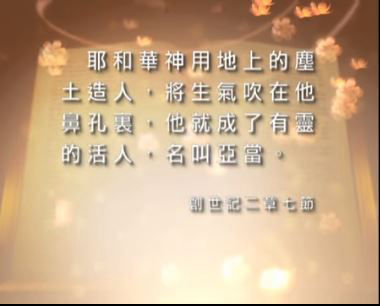 耶和華神用地上的塵
土造人，將生氣吹在他
鼻孔裏，他就成了有靈
的活人，名叫亞當。
創世記二章七節